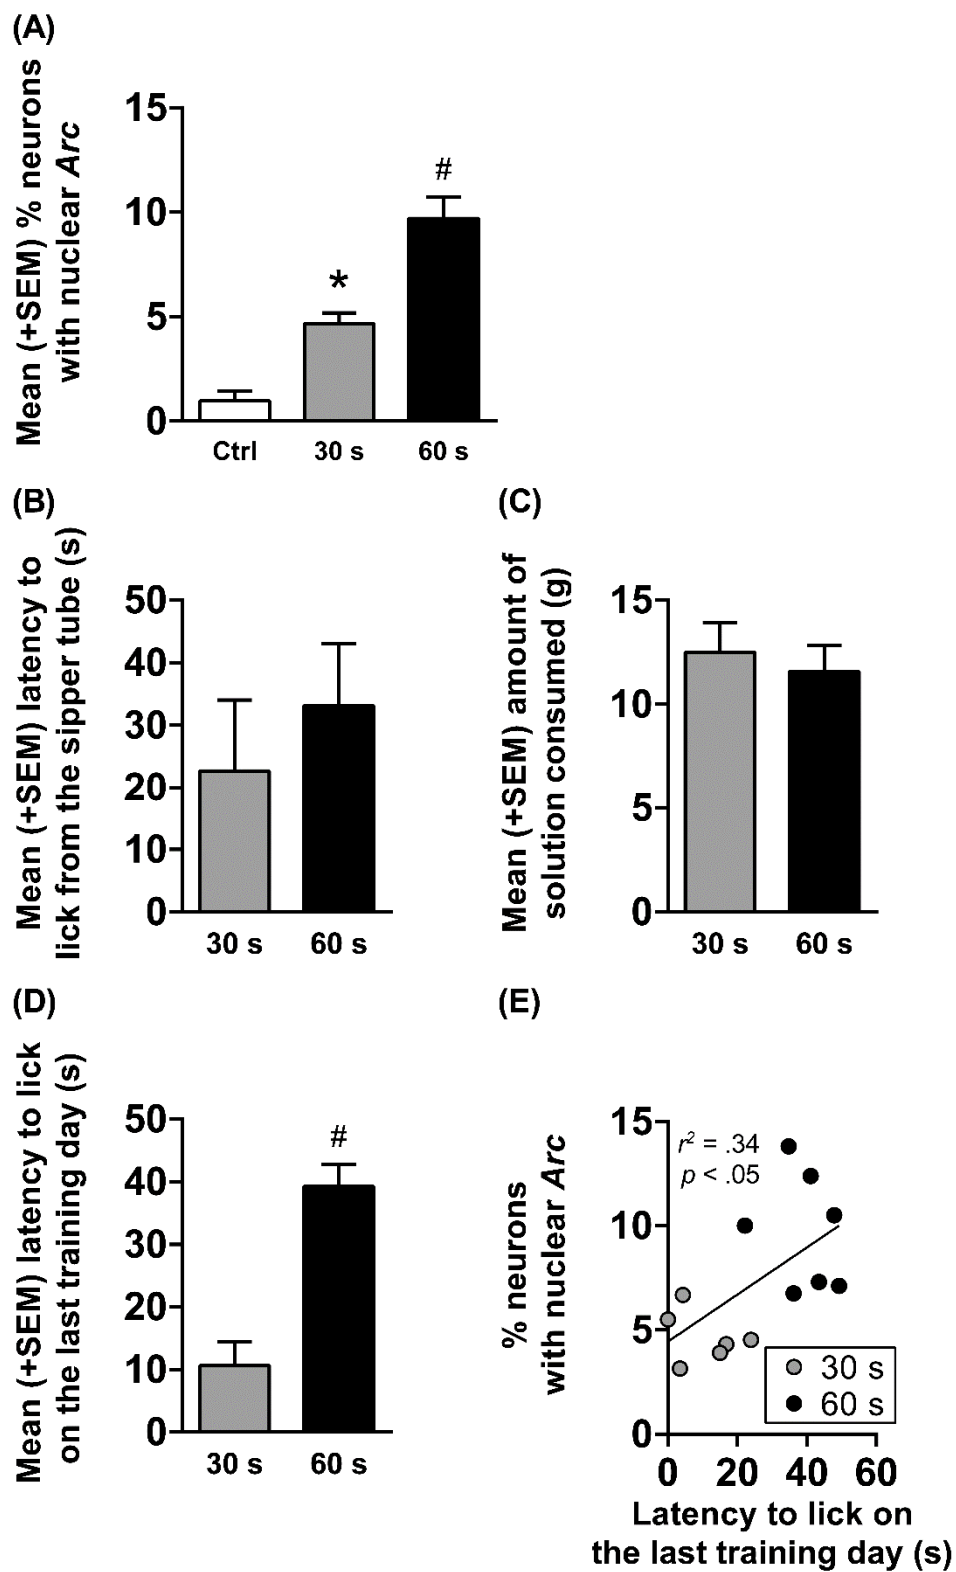 (A)
Mean (+SEM) % neurons
with nuclear Arc
15
10
5
0
*
#
Ctrl
30 s
60 s
(B)
Mean (+SEM) latency to
lick from the sipper tube (s)
50
40
30
20
10
0
30 s
60 s
(C)
Mean (+SEM) amount of
solution consumed (g)
15
10
5
0
30 s
60 s
(D)
Mean (+SEM) latency to lick
on the last training day (s)
50
40
30
20
10
0
#
30 s
60 s
(E)
% neurons
with nuclear Arc
15
10
5
0
r² = .34
p < .05
30 s
60 s
0 20 40 60
Latency to lick on
the last training day (s)